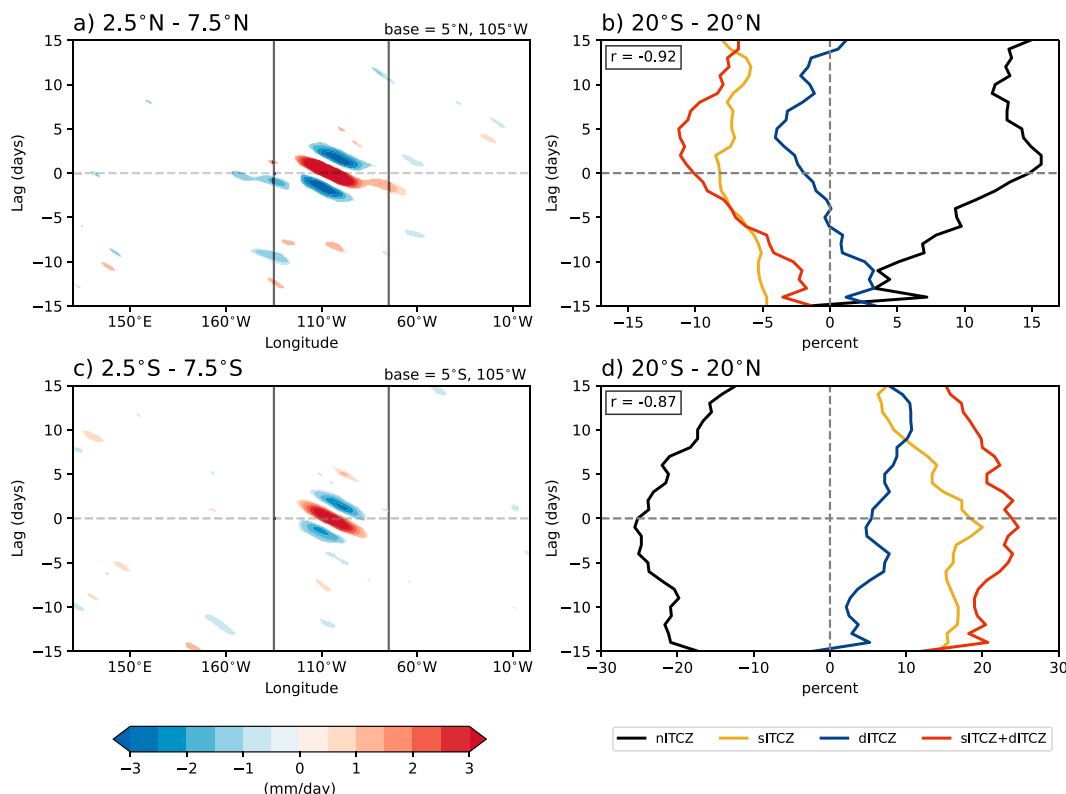 a) 2.5°N - 7.5°N
base = 5°N, 105°W
15
10
5
0
−5
−10
−15
Lag (days)
150°E
160°W
110°W
60°W
10°W
Longitude
b) 20°S - 20°N
r = -0.92
15
10
5
0
−5
−10
−15
Lag (days)
−15
−10
−5
0
5
10
15
percent
c) 2.5°S - 7.5°S
base = 5°S, 105°W
15
10
5
0
−5
−10
−15
Lag (days)
150°E
160°W
110°W
60°W
10°W
Longitude
d) 20°S - 20°N
r = -0.87
15
10
5
0
−5
−10
−15
Lag (days)
−30
−20
−10
0
10
20
30
percent
−3
−2
−1
0
1
2
3
(mm/day)
nITCZ
sITCZ
dITCZ
sITCZ+dITCZ